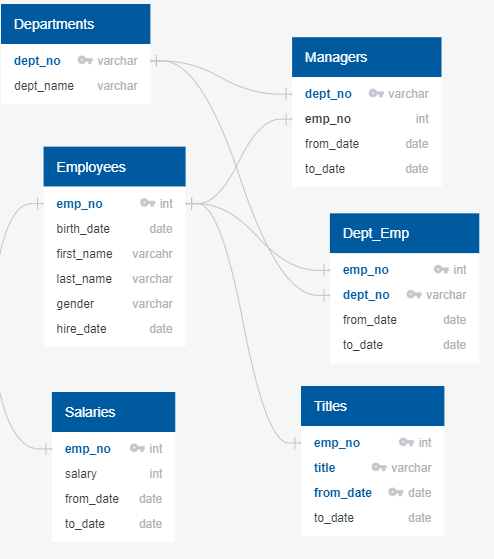 Departments
dept_no varchar
dept_name varchar
Managers
dept_no varchar
emp_no int
from_date date
to_date date
Employees
emp_no int
birth_date date
first_name varcahr
last_name varchar
gender varchar
hire_date date
Dept_Emp
emp_no int
dept_no varchar
from_date date
to_date date
Salaries
emp_no int
salary int
from_date date
to_date date
Titles
emp_no int
title varchar
from_date date
to_date date